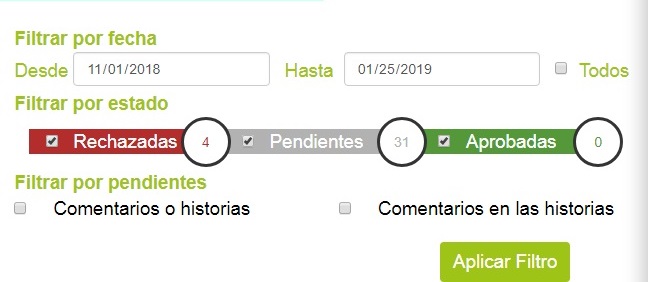 Filtrar por fecha
Desde 11/01/2018 Hasta 01/25/2019 Todos
Filtrar por estado
Rechazadas 4 Pendientes 31 Aprobadas 0
Filtrar por pendientes
Comentarios o historias Comentarios en las historias
Aplicar Filtro